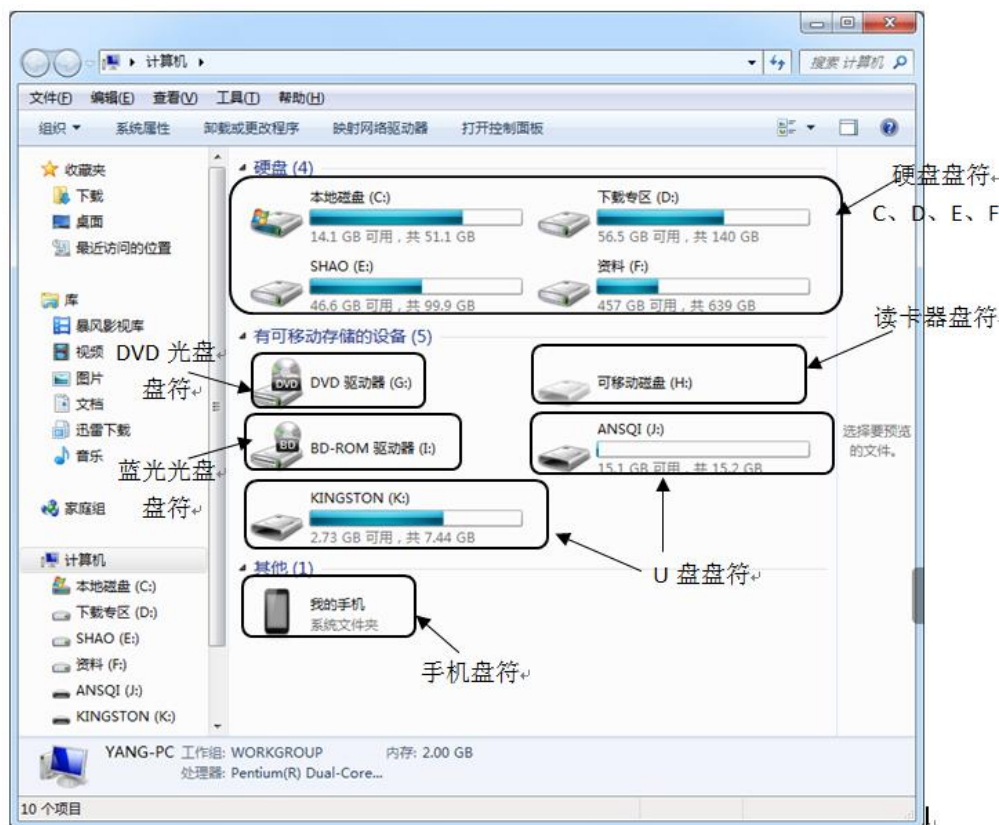 计算机
搜索 计算机
文件(F) 编辑(E) 查看(V) 工具(T) 帮助(H)
组织 系统属性 卸载或更改程序 映射网络驱动器 打开控制面板
收藏夹
下载
桌面
最近访问的位置
库
暴风影视库
视频
图片
文档
迅雷下载
音乐
家庭组
计算机
本地磁盘 (C:)
下载专区 (D:)
SHAO (E:)
资料 (F:)
ANSQI (J:)
KINGSTON (K:)
硬盘 (4)
本地磁盘 (C:)
14.1 GB 可用，共 51.1 GB
下载专区 (D:)
56.5 GB 可用，共 140 GB
SHAO (E:)
46.6 GB 可用，共 99.9 GB
资料 (F:)
457 GB 可用，共 639 GB
硬盘盘符
C、D、E、F
有可移动存储的设备 (5)
DVD 光盘
盘符
DVD
DVD 驱动器 (G:)
可移动磁盘 (H:)
读卡器盘符
蓝光光盘
盘符
BD
BD-ROM 驱动器 (I:)
ANSQI (J:)
15.1 GB 可用，共 15.2 GB
选择要预览
的文件。
KINGSTON (K:)
2.73 GB 可用，共 7.44 GB
U 盘盘符
其他 (1)
我的手机
系统文件夹
手机盘符
YANG-PC 工作组: WORKGROUP 内存: 2.00 GB
处理器: Pentium(R) Dual-Core...
10 个项目